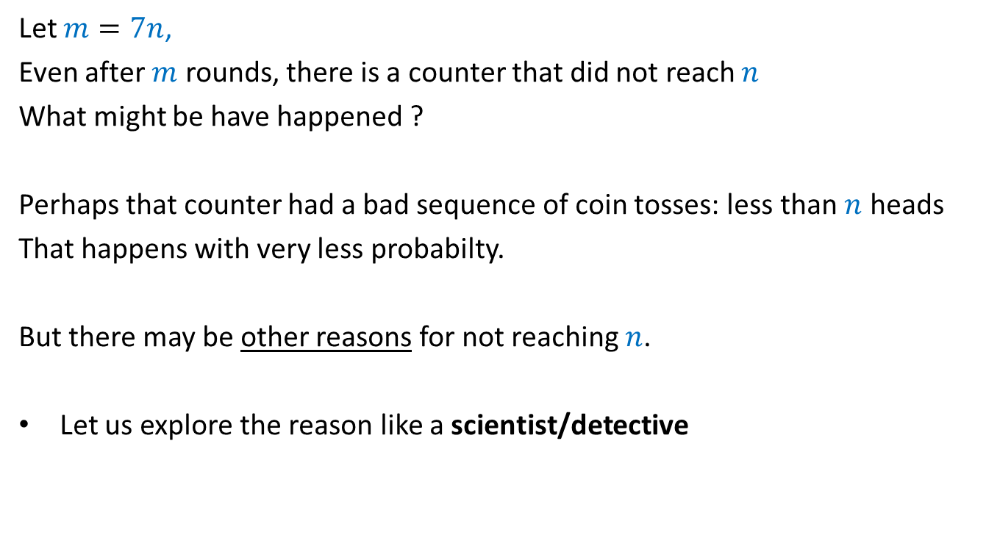 Let m = 7n,
Even after m rounds, there is a counter that did not reach n
What might be have happened ?
Perhaps that counter had a bad sequence of coin tosses: less than n heads
That happens with very less probabilty.
But there may be other reasons for not reaching n.
• Let us explore the reason like a scientist/detective